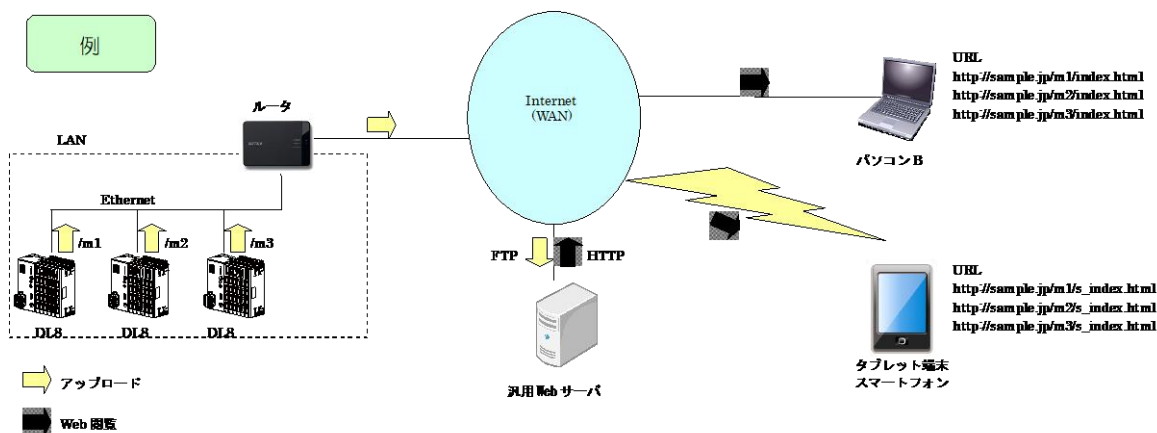 例
ルータ
LAN
Ethernet
/m1
/m2
/m3
DL8
DL8
DL8
Internet
(WAN)
FTP
HTTP
汎用Web サーバ
URL
http://sample.jp/m1/index.html
http://sample.jp/m2/index.html
http://sample.jp/m3/index.html
パソコンB
URL
http://sample.jp/m1/s_index.html
http://sample.jp/m2/s_index.html
http://sample.jp/m3/s_index.html
タブレット端末
スマートフォン
アップロード
Web 閲覧